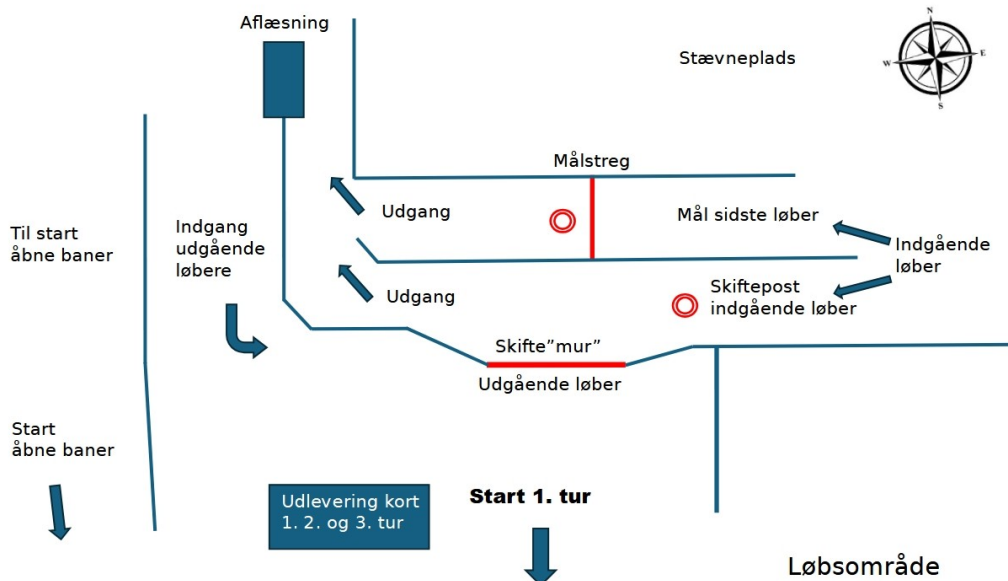 Aflæsning
Stævneplads
N
W
E
S
Målstreg
Udgang
Mål sidste løber
Indgang
udgående
løbere
Til start
åbne baner
Indgående
løber
Udgang
Skiftepost
indgående løber
Skifte”mur”
Udgående løber
Start
åbne baner
Udlevering kort
1. 2. og 3. tur
Start 1. tur
Løbsområde